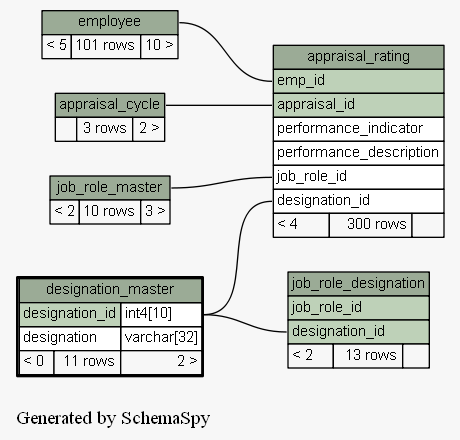 employee
< 5 101 rows 10 >
appraisal_rating
emp_id
appraisal_id
performance_indicator
performance_description
job_role_id
designation_id
< 4 300 rows
appraisal_cycle
3 rows 2 >
job_role_master
< 2 10 rows 3 >
designation_master
designation_id int4[10]
designation varchar[32]
< 0 11 rows 2 >
job_role_designation
job_role_id
designation_id
< 2 13 rows
Generated by SchemaSpy